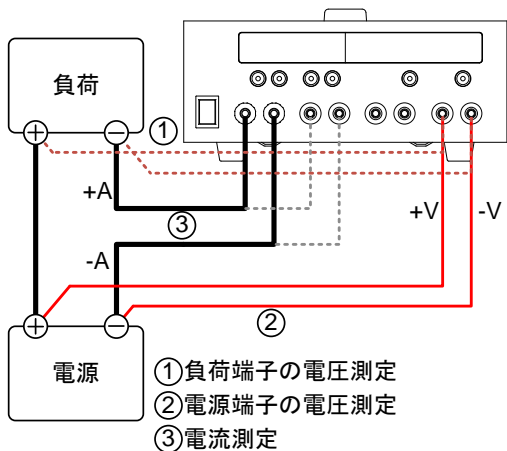 負荷
+ −
①
+A
③
+V
-V
-A
②
+ −
電源
①負荷端子の電圧測定
②電源端子の電圧測定
③電流測定